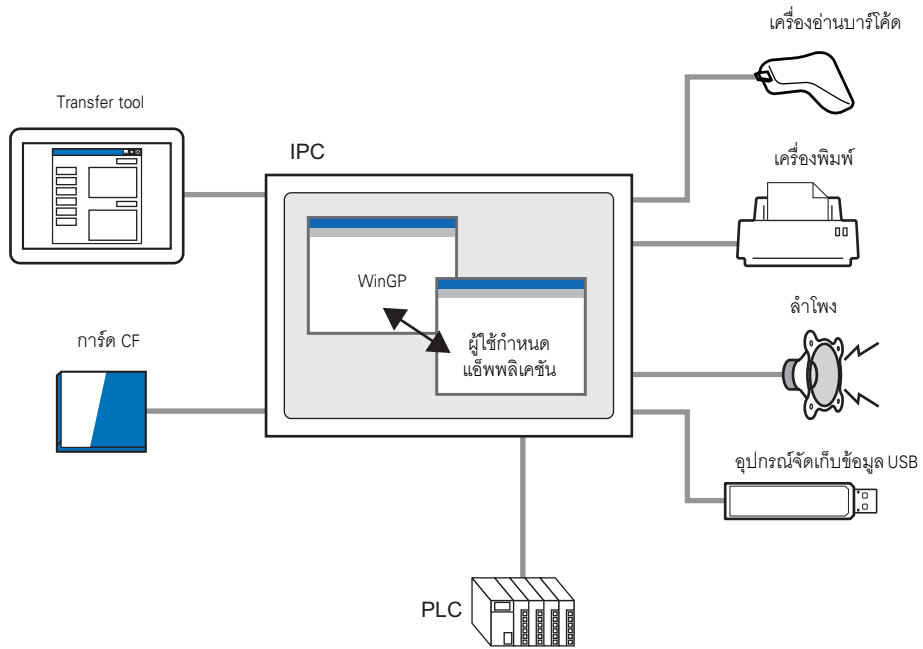 เครื่องอ่านบาร์โค้ด
Transfer tool
IPC
เครื่องพิมพ์
WinGP
ลำโพง
การ์ด CF
ผู้ใช้กำหนด
แอ็พพลิเคชัน
อุปกรณ์จัดเก็บข้อมูล USB
PLC